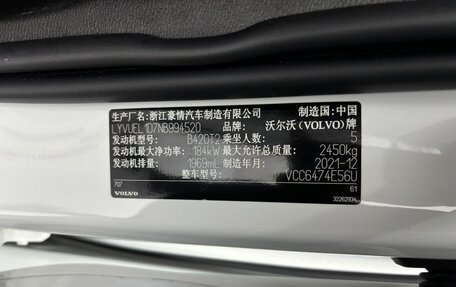 生产厂名:浙江豪情汽车制造有限公司 制造国:中国
LYVUEL1D7NB994520 品牌: 沃尔沃(VOLVO)牌
发动机型号: B420T2 乘坐人数: 5
发动机最大净功率: 184kW 最大允许总质量: 2450kg
发动机排量: 1969mL 制造年月: 2021-12
整车型号: VCC6474E56U
707 61
VOLVO 32262934